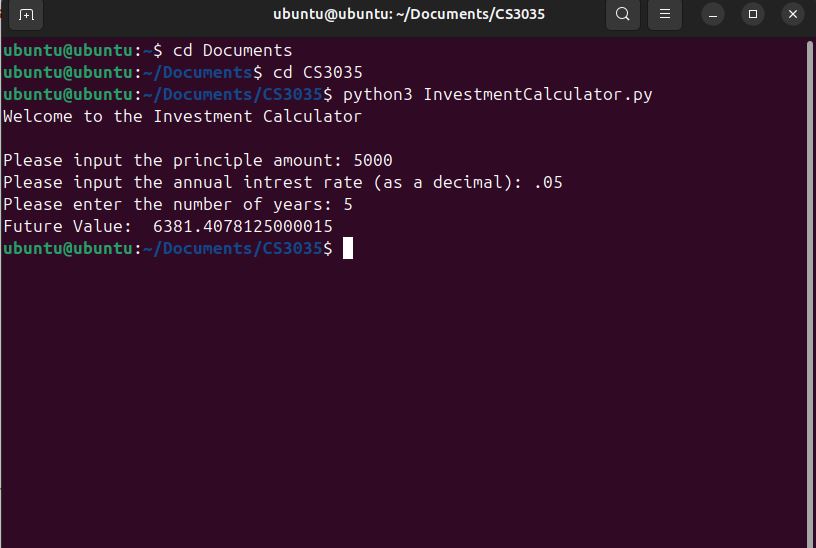 ubuntu@ubuntu: ~/Documents/CS3035
ubuntu@ubuntu:~$ cd Documents
ubuntu@ubuntu:~/Documents$ cd CS3035
ubuntu@ubuntu:~/Documents/CS3035$ python3 InvestmentCalculator.py
Welcome to the Investment Calculator
Please input the principle amount: 5000
Please input the annual intrest rate (as a decimal): .05
Please enter the number of years: 5
Future Value:  6381.4078125000015
ubuntu@ubuntu:~/Documents/CS3035$